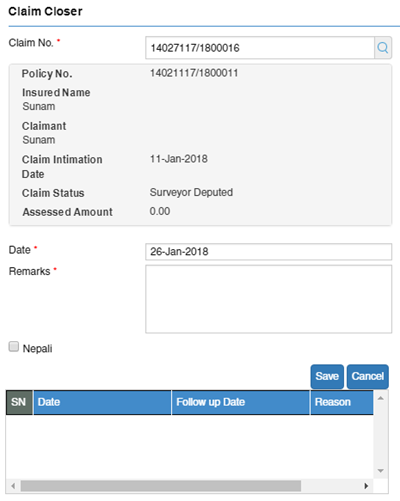 Claim Closer
Claim No. * 14027117/1800016
Policy No. 14021117/1800011
Insured Name
Sunam
Claimant
Sunam
Claim Intimation 11-Jan-2018
Date
Claim Status Surveyor Deputed
Assessed Amount 0.00
Date * 26-Jan-2018
Remarks *
Nepali
Save Cancel
SN Date Follow up Date Reason